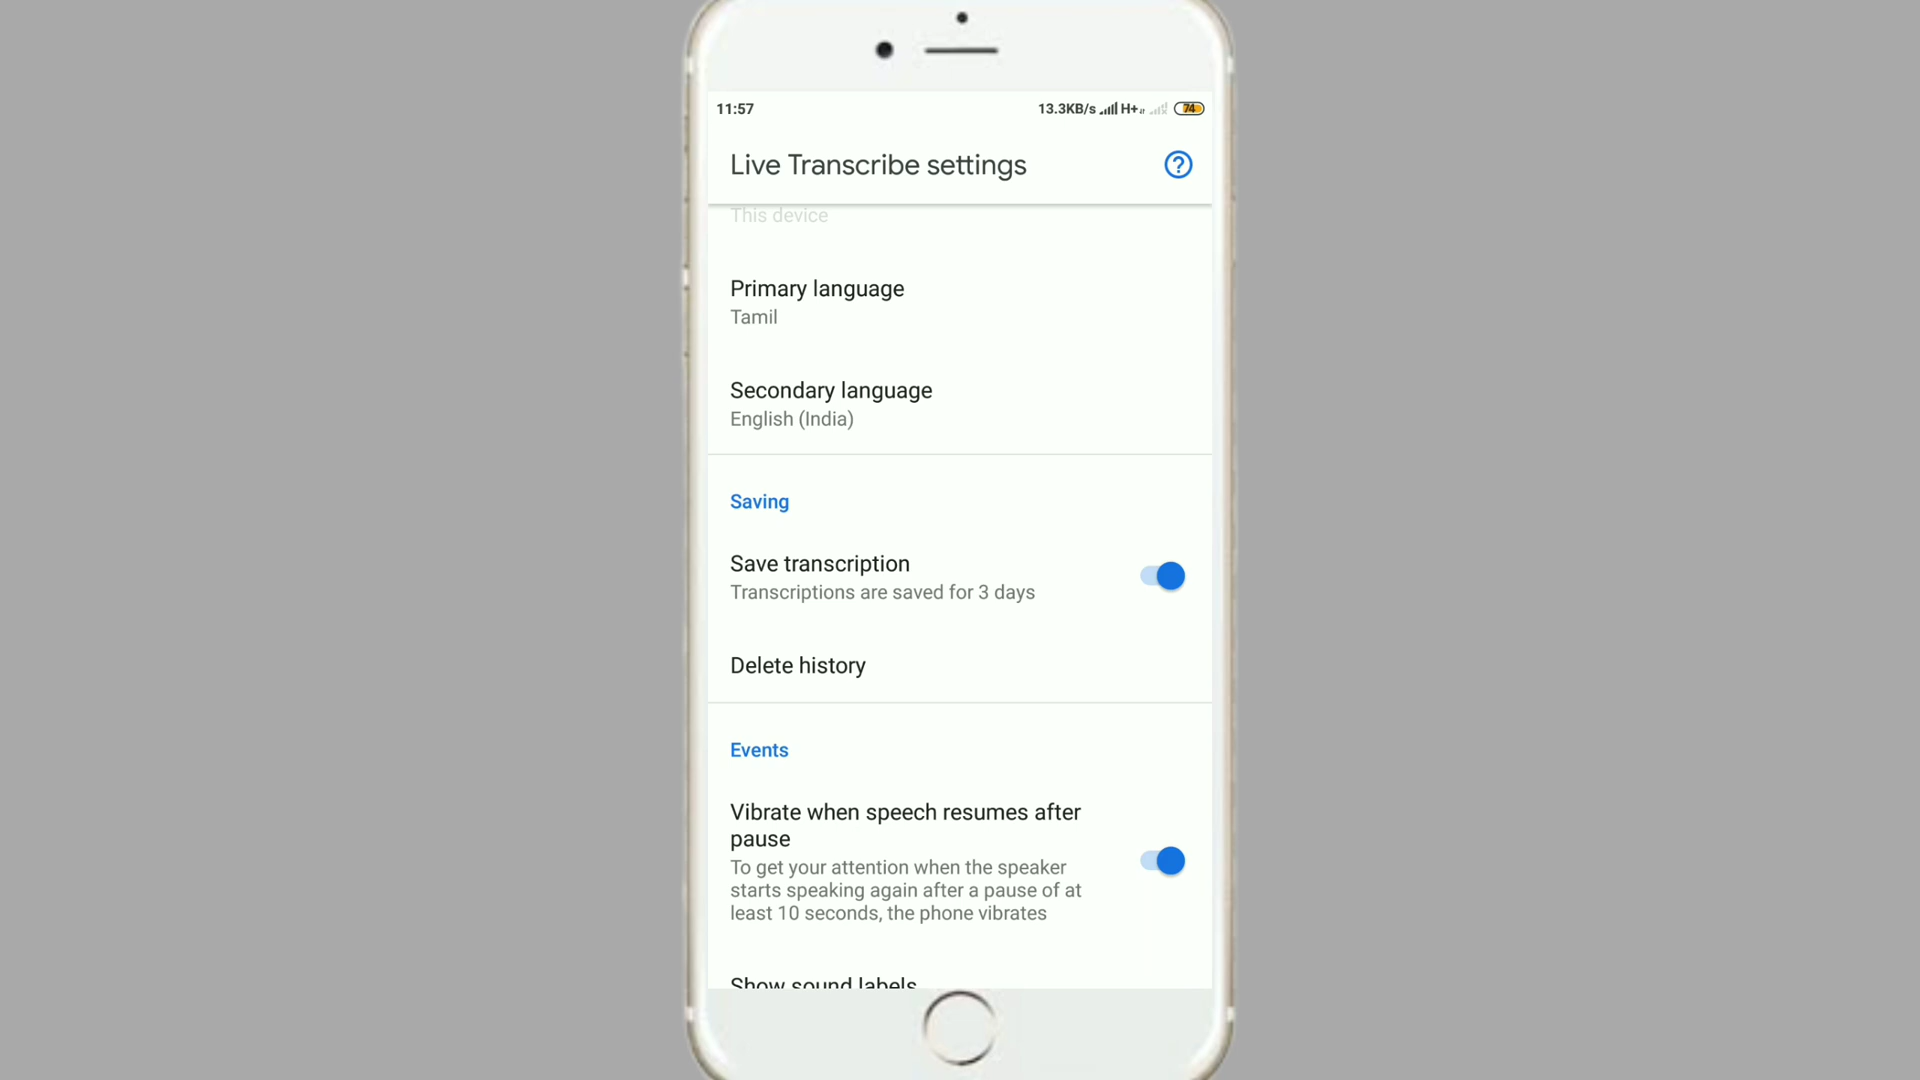 11:57 13.3KB/s H+ 74
Live Transcribe settings
This device
Primary language
Tamil
Secondary language
English (India)
Saving
Save transcription
Transcriptions are saved for 3 days
Delete history
Events
Vibrate when speech resumes after
pause
To get your attention when the speaker
starts speaking again after a pause of at
least 10 seconds, the phone vibrates
Show sound labels